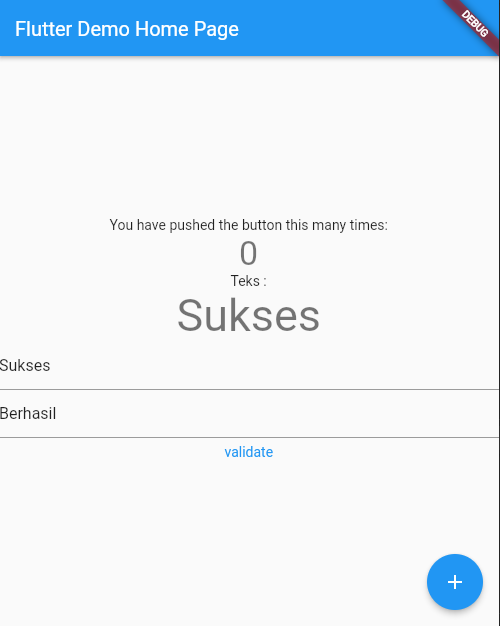 Flutter Demo Home Page
DEBUG
You have pushed the button this many times:
0
Teks :
Sukses
Sukses
Berhasil
validate